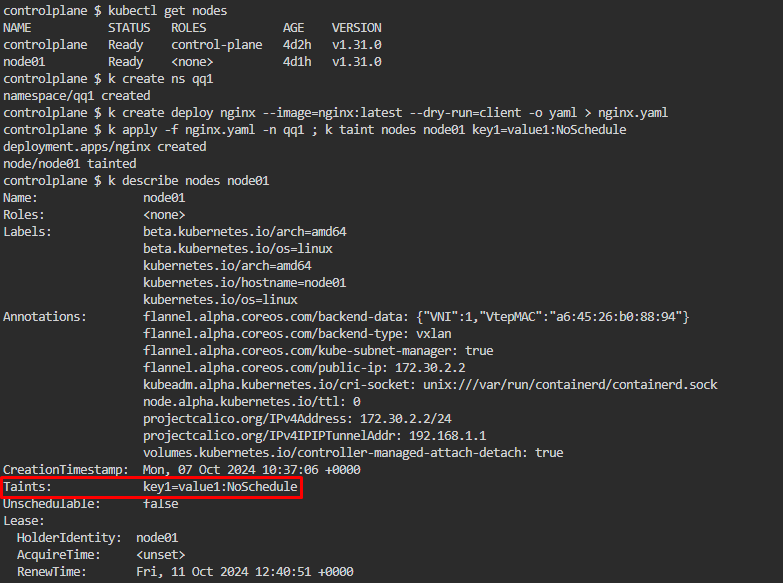 controlplane $ kubectl get nodes
NAME STATUS ROLES AGE VERSION
controlplane Ready control-plane 4d2h v1.31.0
node01 Ready <none> 4d1h v1.31.0
controlplane $ k create ns qq1
namespace/qq1 created
controlplane $ k create deploy nginx --image=nginx:latest --dry-run=client -o yaml > nginx.yaml
controlplane $ k apply -f nginx.yaml -n qq1 ; k taint nodes node01 key1=value1:NoSchedule
deployment.apps/nginx created
node/node01 tainted
controlplane $ k describe nodes node01
Name: node01
Roles: <none>
Labels: beta.kubernetes.io/arch=amd64
beta.kubernetes.io/os=linux
kubernetes.io/arch=amd64
kubernetes.io/hostname=node01
kubernetes.io/os=linux
Annotations: flannel.alpha.coreos.com/backend-data: {"VNI":1,"VtepMAC":"a6:45:26:b0:88:94"}
flannel.alpha.coreos.com/backend-type: vxlan
flannel.alpha.coreos.com/kube-subnet-manager: true
flannel.alpha.coreos.com/public-ip: 172.30.2.2
kubeadm.alpha.kubernetes.io/cri-socket: unix:///var/run/containerd/containerd.sock
node.alpha.kubernetes.io/ttl: 0
projectcalico.org/IPv4Address: 172.30.2.2/24
projectcalico.org/IPv4IPIPTunnelAddr: 192.168.1.1
volumes.kubernetes.io/controller-managed-attach-detach: true
CreationTimestamp: Mon, 07 Oct 2024 10:37:06 +0000
Taints: key1=value1:NoSchedule
Unschedulable: false
Lease:
HolderIdentity: node01
AcquireTime: <unset>
RenewTime: Fri, 11 Oct 2024 12:40:51 +0000